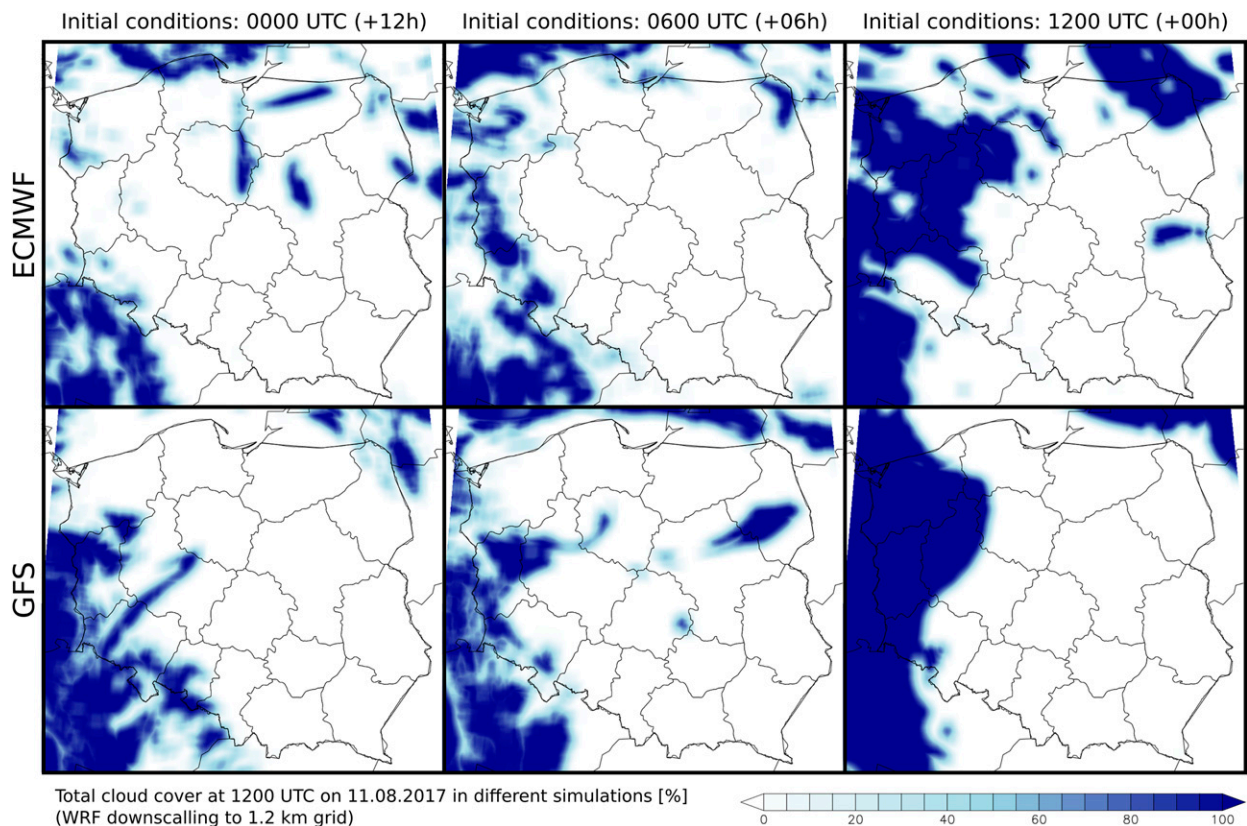 Initial conditions: 0000 UTC (+12h)
Initial conditions: 0600 UTC (+06h)
Initial conditions: 1200 UTC (+00h)
ECMWF
GFS
Total cloud cover at 1200 UTC on 11.08.2017 in different simulations [%]
(WRF downscalling to 1.2 km grid)
0 20 40 60 80 100